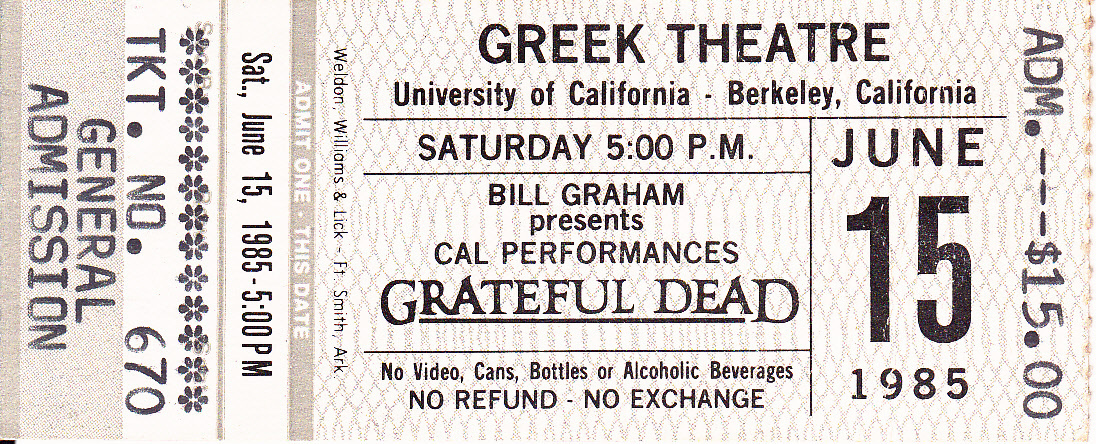 GENERAL
ADMISSION
TKT. NO. 670
Sat., June 15, 1985 - 5:00 PM
ADMIT ONE · THIS DATE
Weldon, Williams & Lick - Ft. Smith, Ark.
GREEK THEATRE
University of California - Berkeley, California
SATURDAY 5:00 P.M.
BILL GRAHAM
presents
CAL PERFORMANCES
GRATEFUL DEAD
No Video, Cans, Bottles or Alcoholic Beverages
NO REFUND - NO EXCHANGE
JUNE
15
1985
ADM.---$15.00